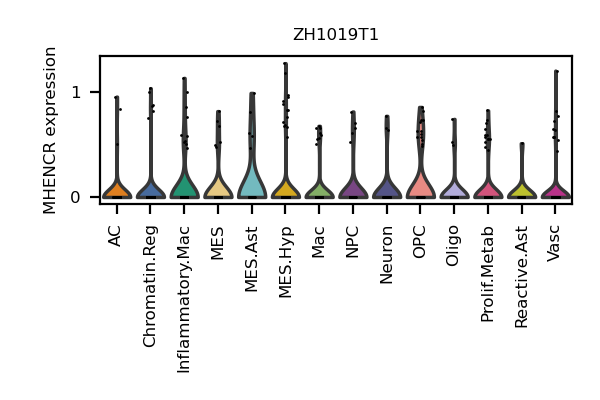 ZH1019T1
MHENCR expression
1
0
AC
Chromatin.Reg
Inflammatory.Mac
MES
MES.Ast
MES.Hyp
Mac
NPC
Neuron
OPC
Oligo
Prolif.Metab
Reactive.Ast
Vasc